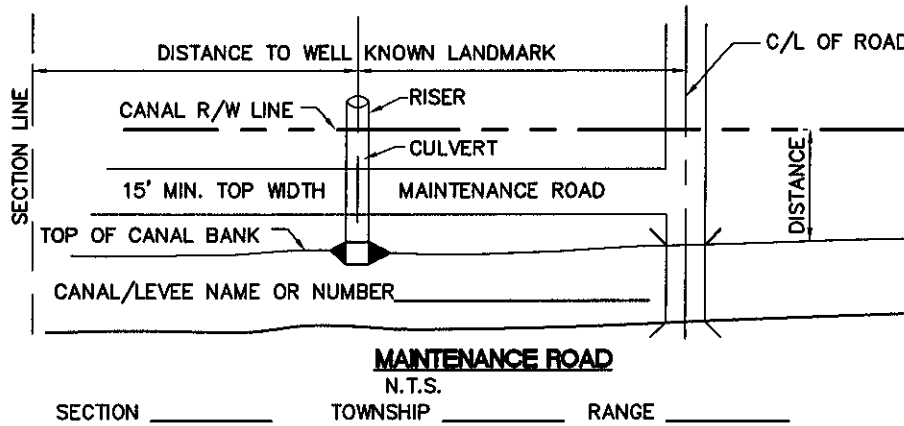 DISTANCE TO WELL KNOWN LANDMARK
C/L OF ROAD
RISER
CANAL R/W LINE
CULVERT
SECTION LINE
DISTANCE
15' MIN. TOP WIDTH MAINTENANCE ROAD
TOP OF CANAL BANK
CANAL/LEVEE NAME OR NUMBER
MAINTENANCE ROAD
N.T.S.
SECTION TOWNSHIP RANGE